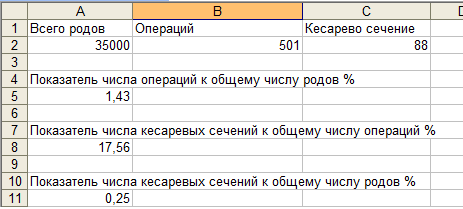 A B C D
1 Всего родов Операций Кесарево сечение
2 35000 501 88
3
4 Показатель числа операций к общему числу родов %
5 1,43
6
7 Показатель числа кесаревых сечений к общему числу операций %
8 17,56
9
10 Показатель числа кесаревых сечений к общему числу родов %
11 0,25